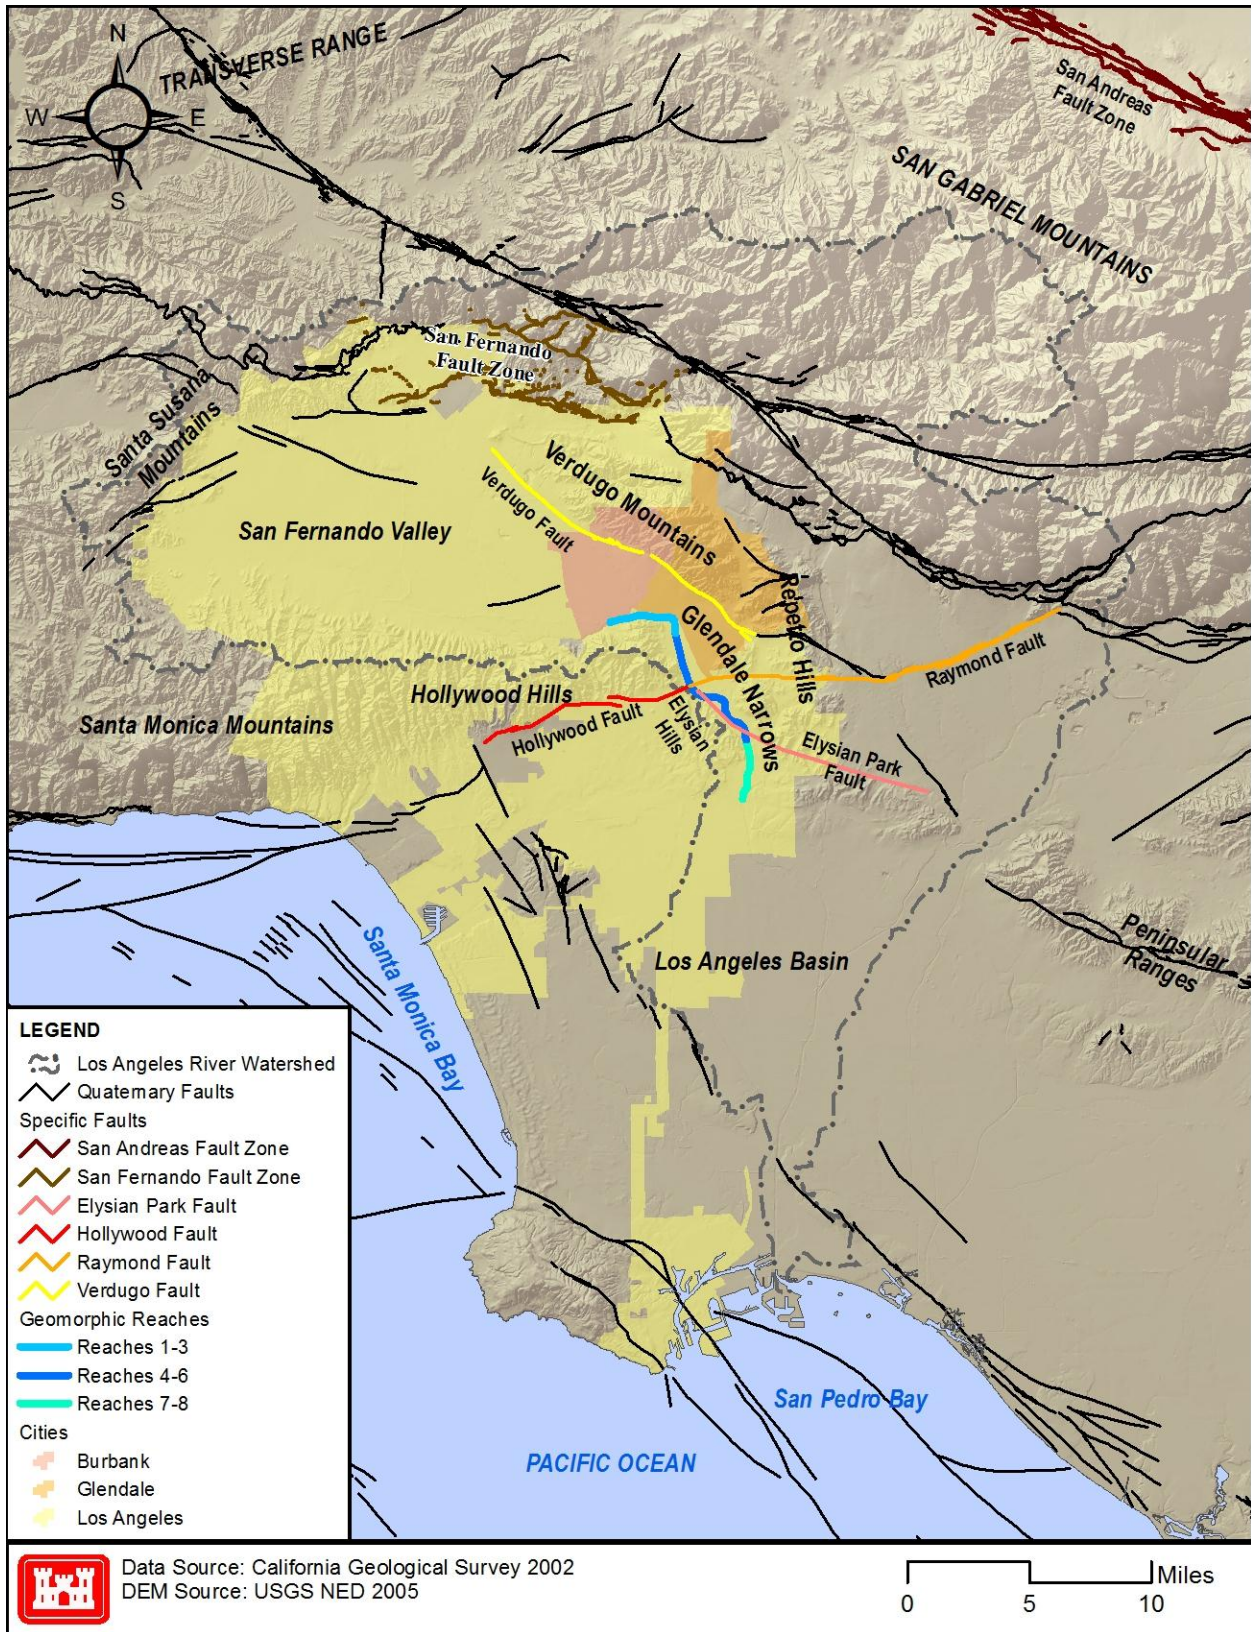 N
W
E
S
TRANSVERSE RANGE
San Andreas
Fault Zone
SAN GABRIEL MOUNTAINS
San Fernando
Fault Zone
Santa Susana
Mountains
Verdugo Mountains
Verdugo Fault
San Fernando Valley
Repetto Hills
Glendale Narrows
Raymond Fault
Hollywood Hills
Santa Monica Mountains
Hollywood Fault
Elysian
Hills
Elysian Park
Fault
Peninsular
Ranges
Los Angeles Basin
Santa Monica Bay
San Pedro Bay
PACIFIC OCEAN
LEGEND
Los Angeles River Watershed
Quaternary Faults
Specific Faults
San Andreas Fault Zone
San Fernando Fault Zone
Elysian Park Fault
Hollywood Fault
Raymond Fault
Verdugo Fault
Geomorphic Reaches
Reaches 1-3
Reaches 4-6
Reaches 7-8
Cities
Burbank
Glendale
Los Angeles
Data Source: California Geological Survey 2002
DEM Source: USGS NED 2005
Miles
0 5 10